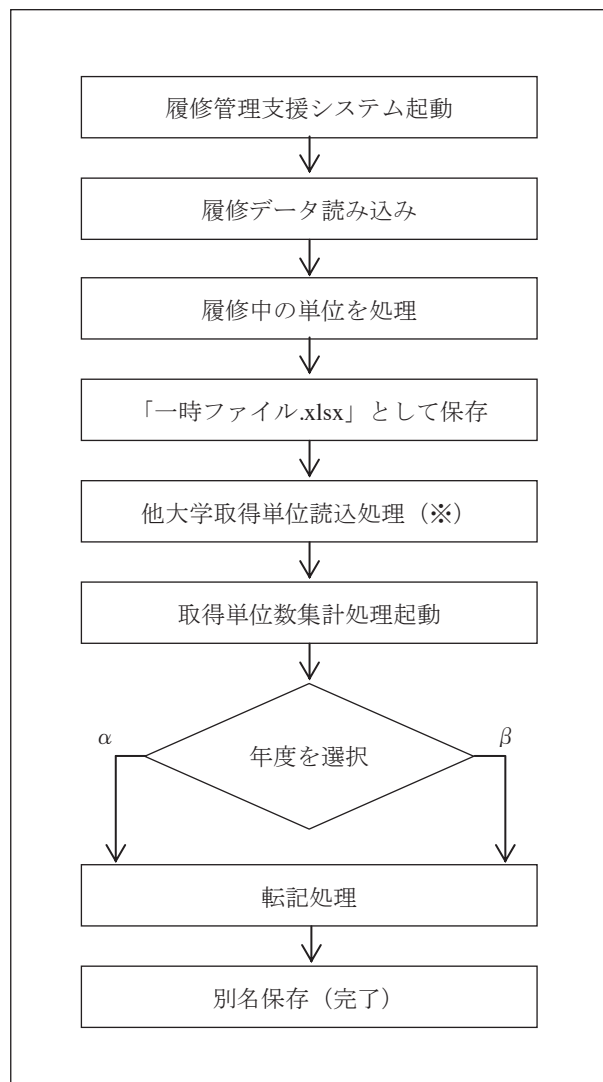 履修管理支援システム起動
履修データ読み込み
履修中の単位を処理
「一時ファイル.xlsx」として保存
他大学取得単位読込処理（※）
取得単位数集計処理起動
α
年度を選択
β
転記処理
別名保存（完了）